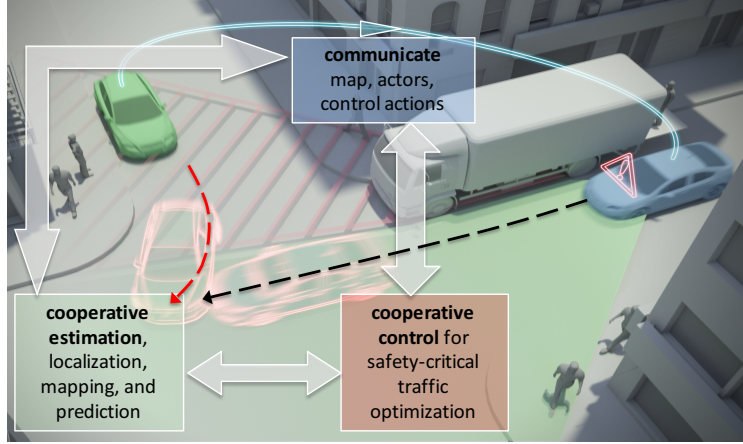 communicate
map, actors,
control actions
cooperative
estimation,
localization,
mapping, and
prediction
cooperative
control for
safety-critical
traffic
optimization